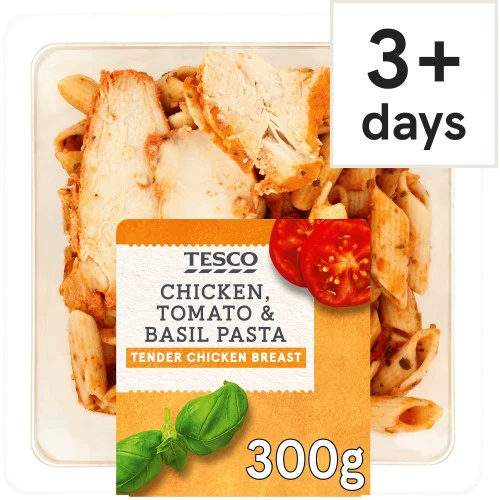 3+
days
TESCO
CHICKEN,
TOMATO &
BASIL PASTA
TENDER CHICKEN BREAST
300g